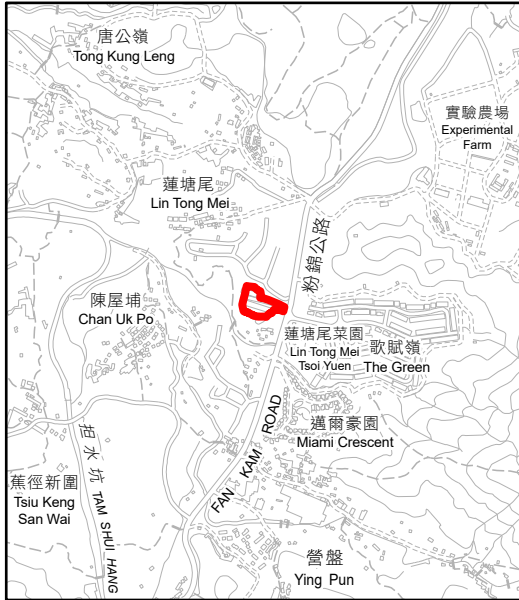 唐公嶺
Tong Kung Leng
實驗農場
Experimental
Farm
蓮塘尾
Lin Tong Mei
粉錦公路
陳屋埔
Chan Uk Po
蓮塘尾菜園
Lin Tong Mei
Tsoi Yuen
歌賦嶺
The Green
邁爾豪園
Miami Crescent
FAN KAM ROAD
担水坑 TAM SHUI HANG
蕉徑新圍
Tsiu Keng
San Wai
營盤
Ying Pun